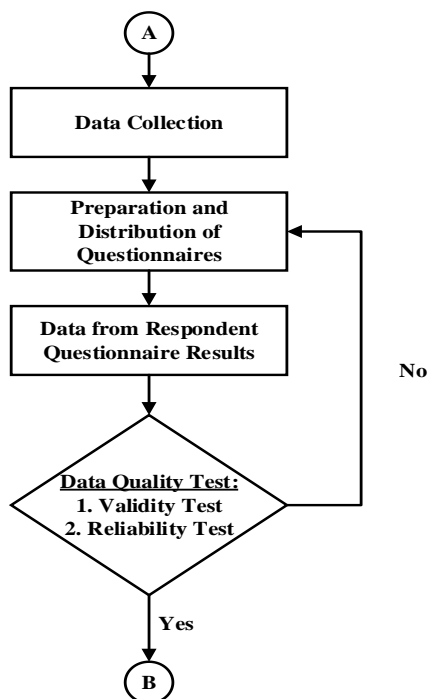 A
Data Collection
Preparation and
Distribution of
Questionnaires
Data from Respondent
Questionnaire Results
No
Data Quality Test:
1. Validity Test
2. Reliability Test
Yes
B